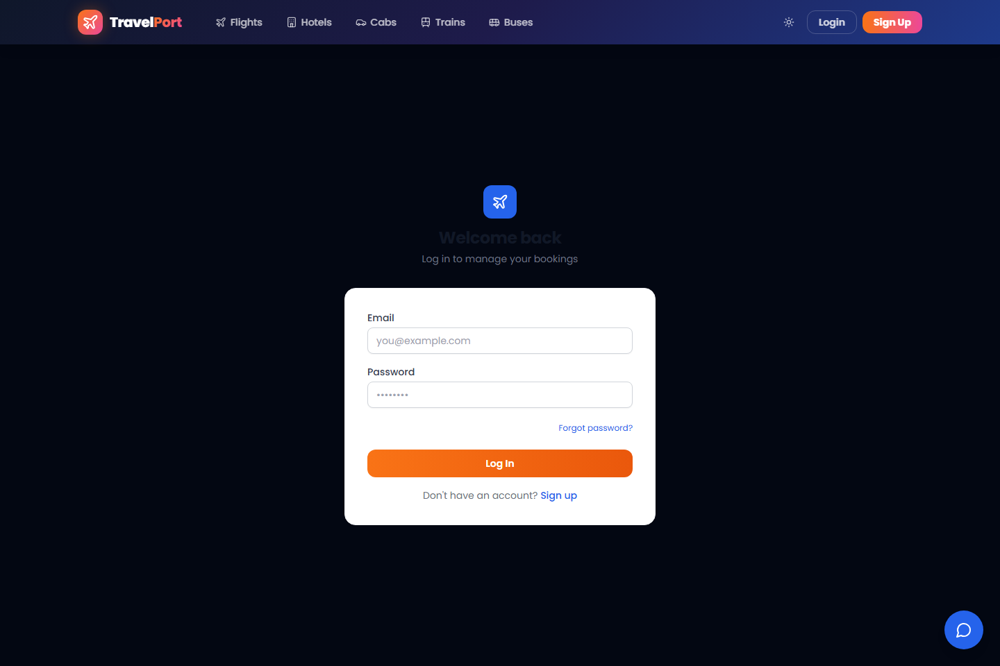 TravelPort
Flights
Hotels
Cabs
Trains
Buses
Login
Sign Up
Welcome back
Log in to manage your bookings
Email
you@example.com
Password
••••••••
Forgot password?
Log In
Don't have an account? Sign up